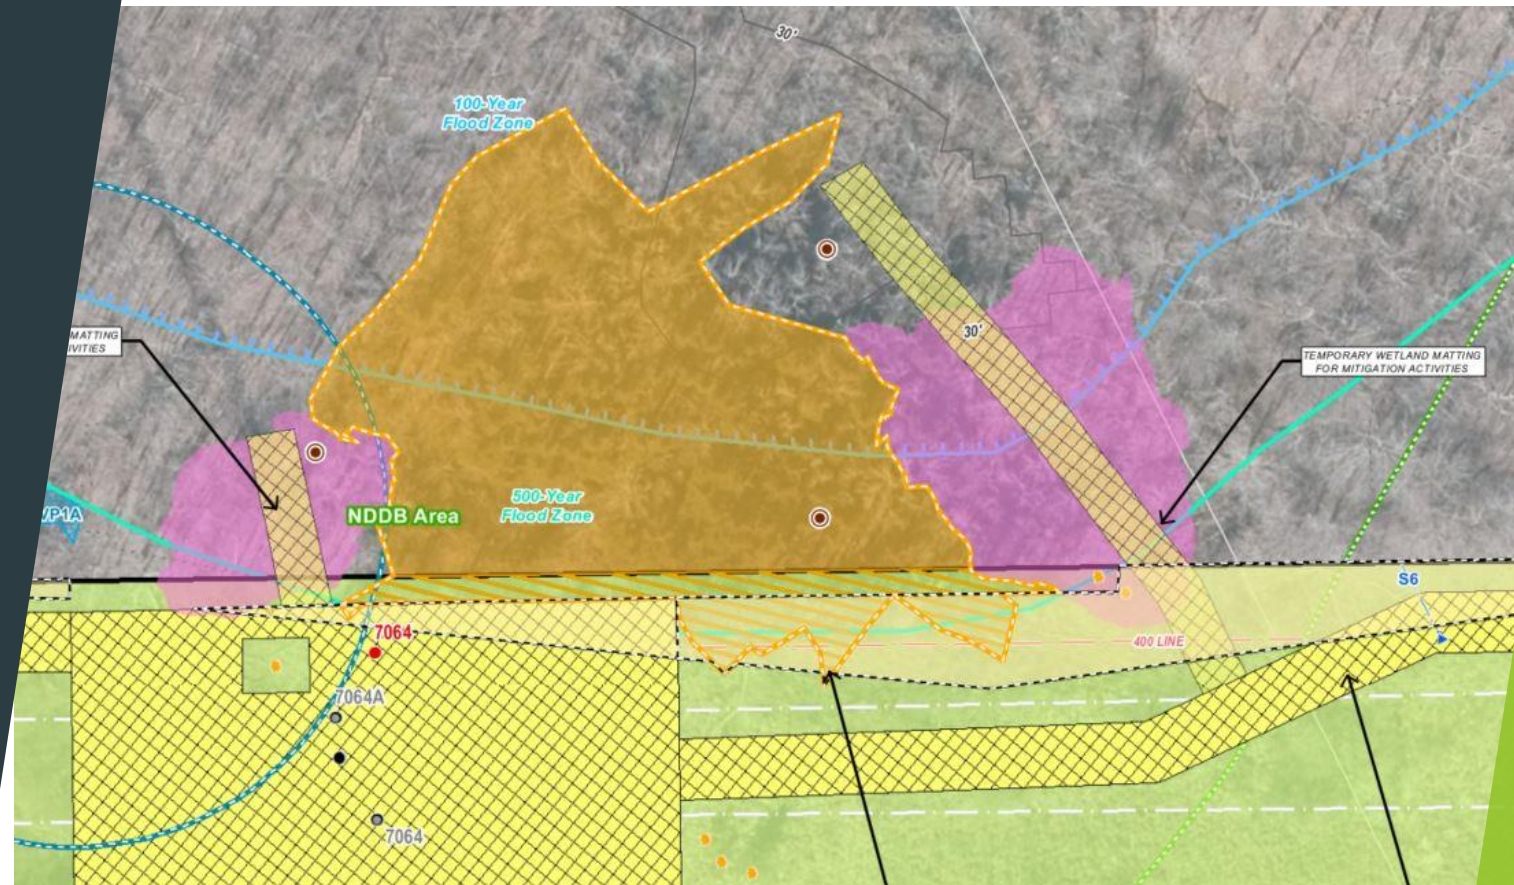 30'
100-Year
Flood Zone
30'
MATTING
IVITIES
TEMPORARY WETLAND MATTING
FOR MITIGATION ACTIVITIES
500-Year
Flood Zone
NDDB Area
VP1A
S6
7064
400 LINE
7064A
7064